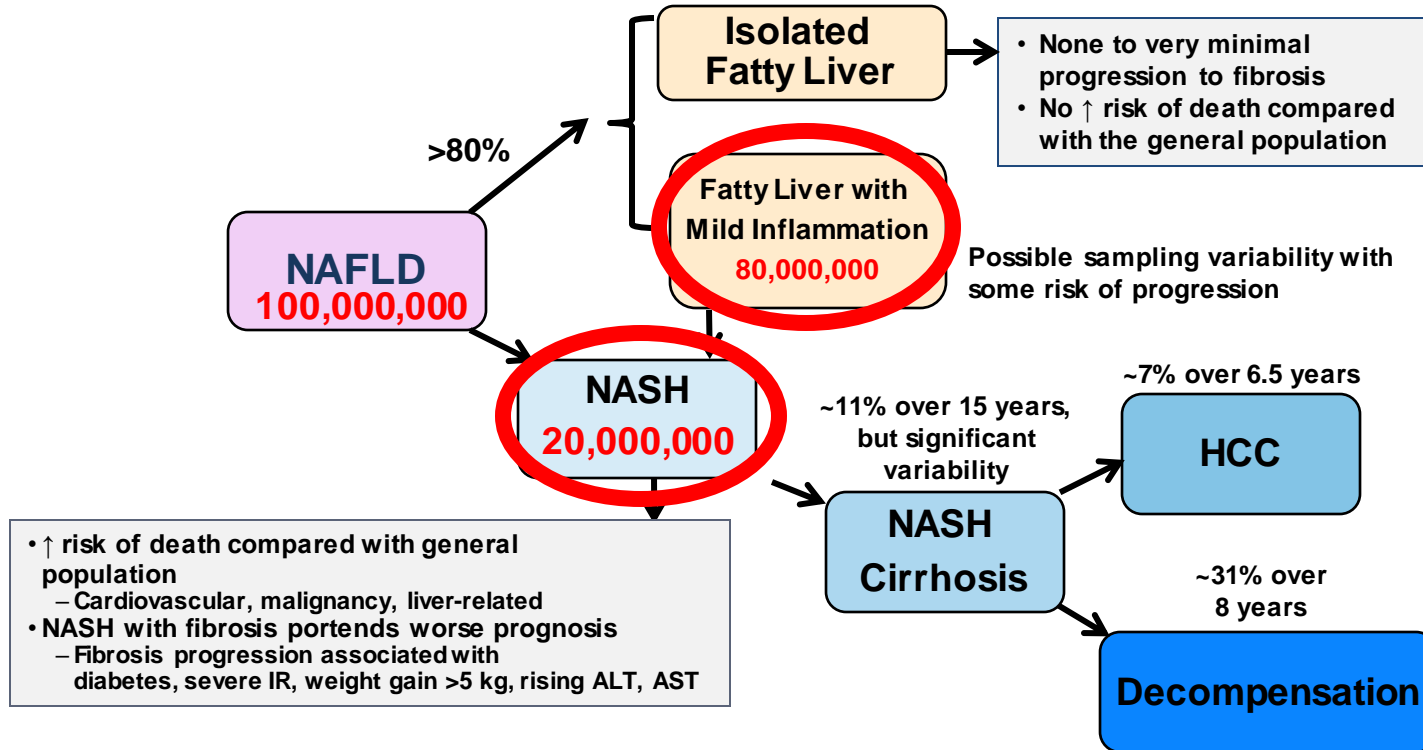 Isolated
Fatty Liver
• None to very minimal
progression to fibrosis
• No ↑ risk of death compared
with the general population
>80%
Fatty Liver with
Mild Inflammation
80,000,000
Possible sampling variability with
some risk of progression
NAFLD
100,000,000
NASH
20,000,000
~11% over 15 years,
but significant
variability
~7% over 6.5 years
HCC
NASH
Cirrhosis
~31% over
8 years
Decompensation
• ↑ risk of death compared with general
population
– Cardiovascular, malignancy, liver-related
• NASH with fibrosis portends worse prognosis
– Fibrosis progression associated with
diabetes, severe IR, weight gain >5 kg, rising ALT, AST